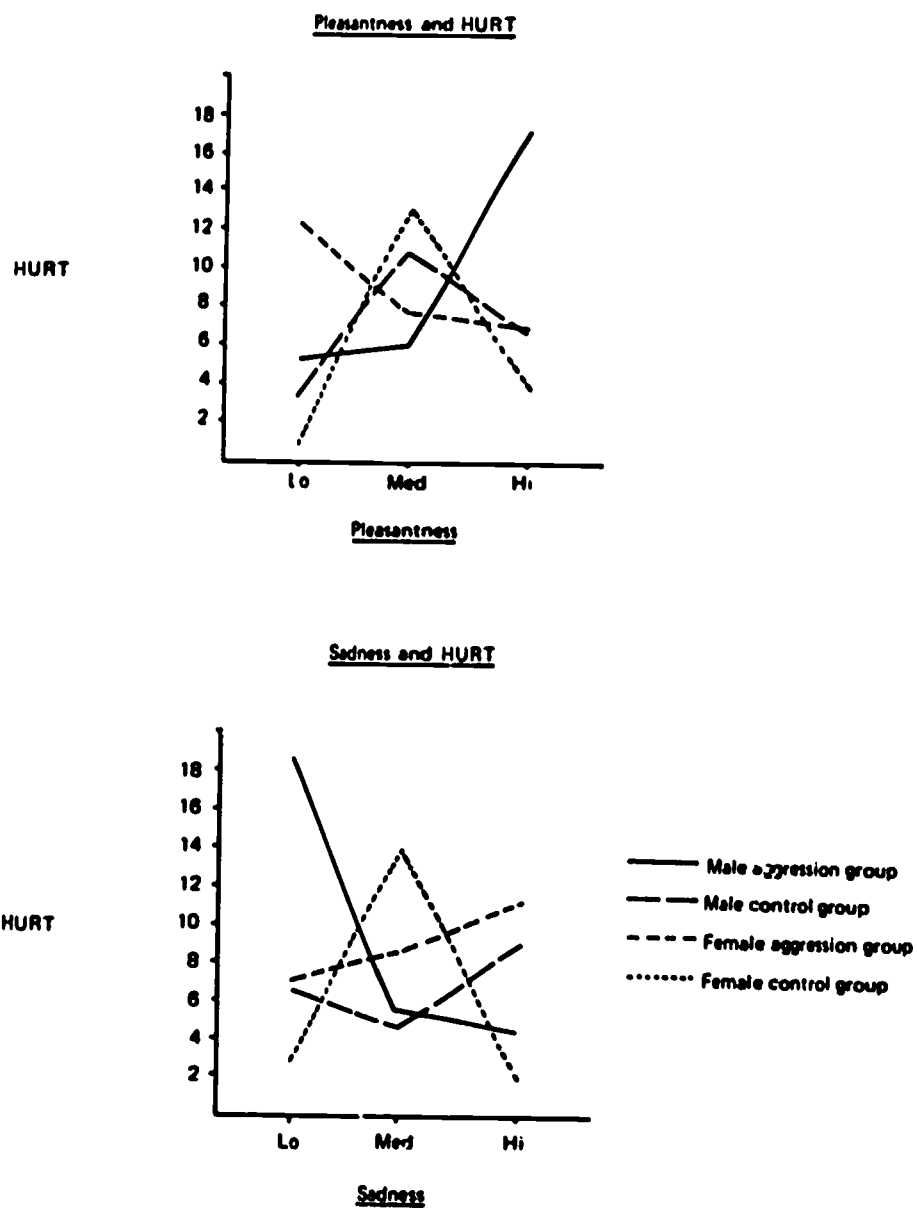 Pleasantness and HURT
18
16
14
12
HURT
10
8
6
4
2
Lo Med Hi
Pleasantness
Sadness and HURT
18
16
14
12
HURT
10
8
6
4
2
Male aggression group
Male control group
Female aggression group
Female control group
Lo Med Hi
Sadness